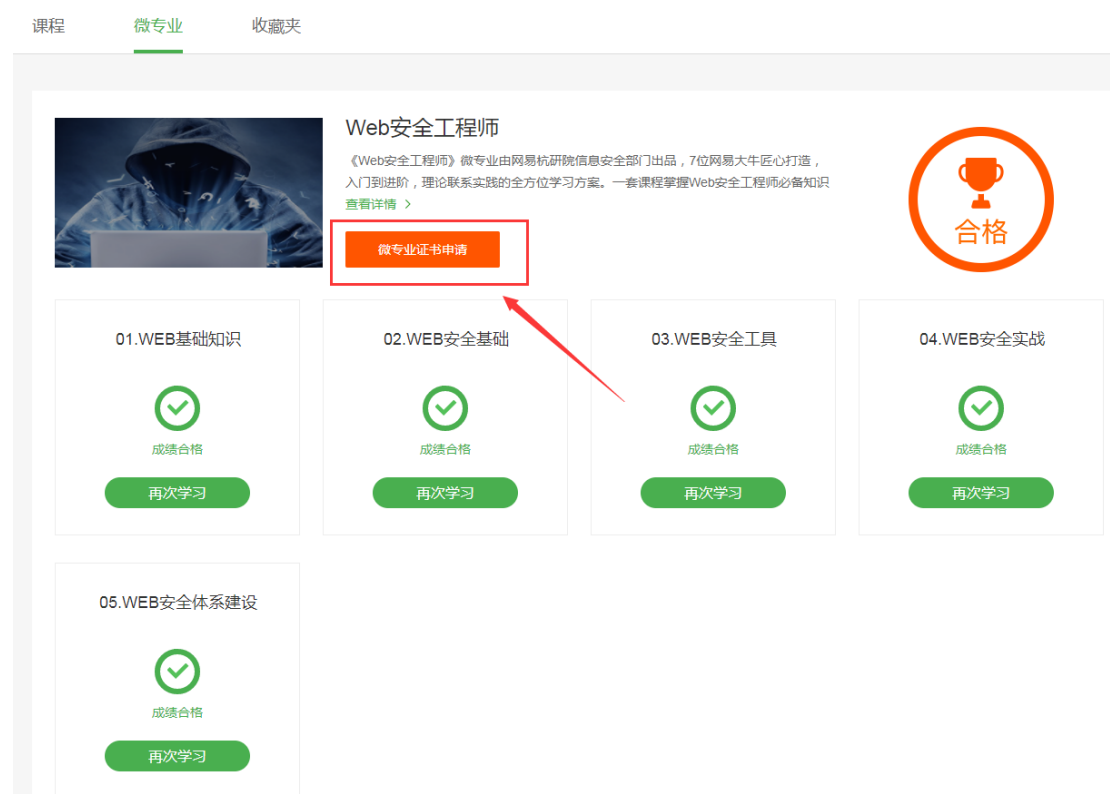 课程
微专业
收藏夹
Web安全工程师
《Web安全工程师》微专业由网易杭研院信息安全部门出品，7位网易大牛匠心打造，
入门到进阶，理论联系实践的全方位学习方案。一套课程掌握Web安全工程师必备知识
查看详情 >
微专业证书申请
合格
01.WEB基础知识
成绩合格
再次学习
02.WEB安全基础
成绩合格
再次学习
03.WEB安全工具
成绩合格
再次学习
04.WEB安全实战
成绩合格
再次学习
05.WEB安全体系建设
成绩合格
再次学习